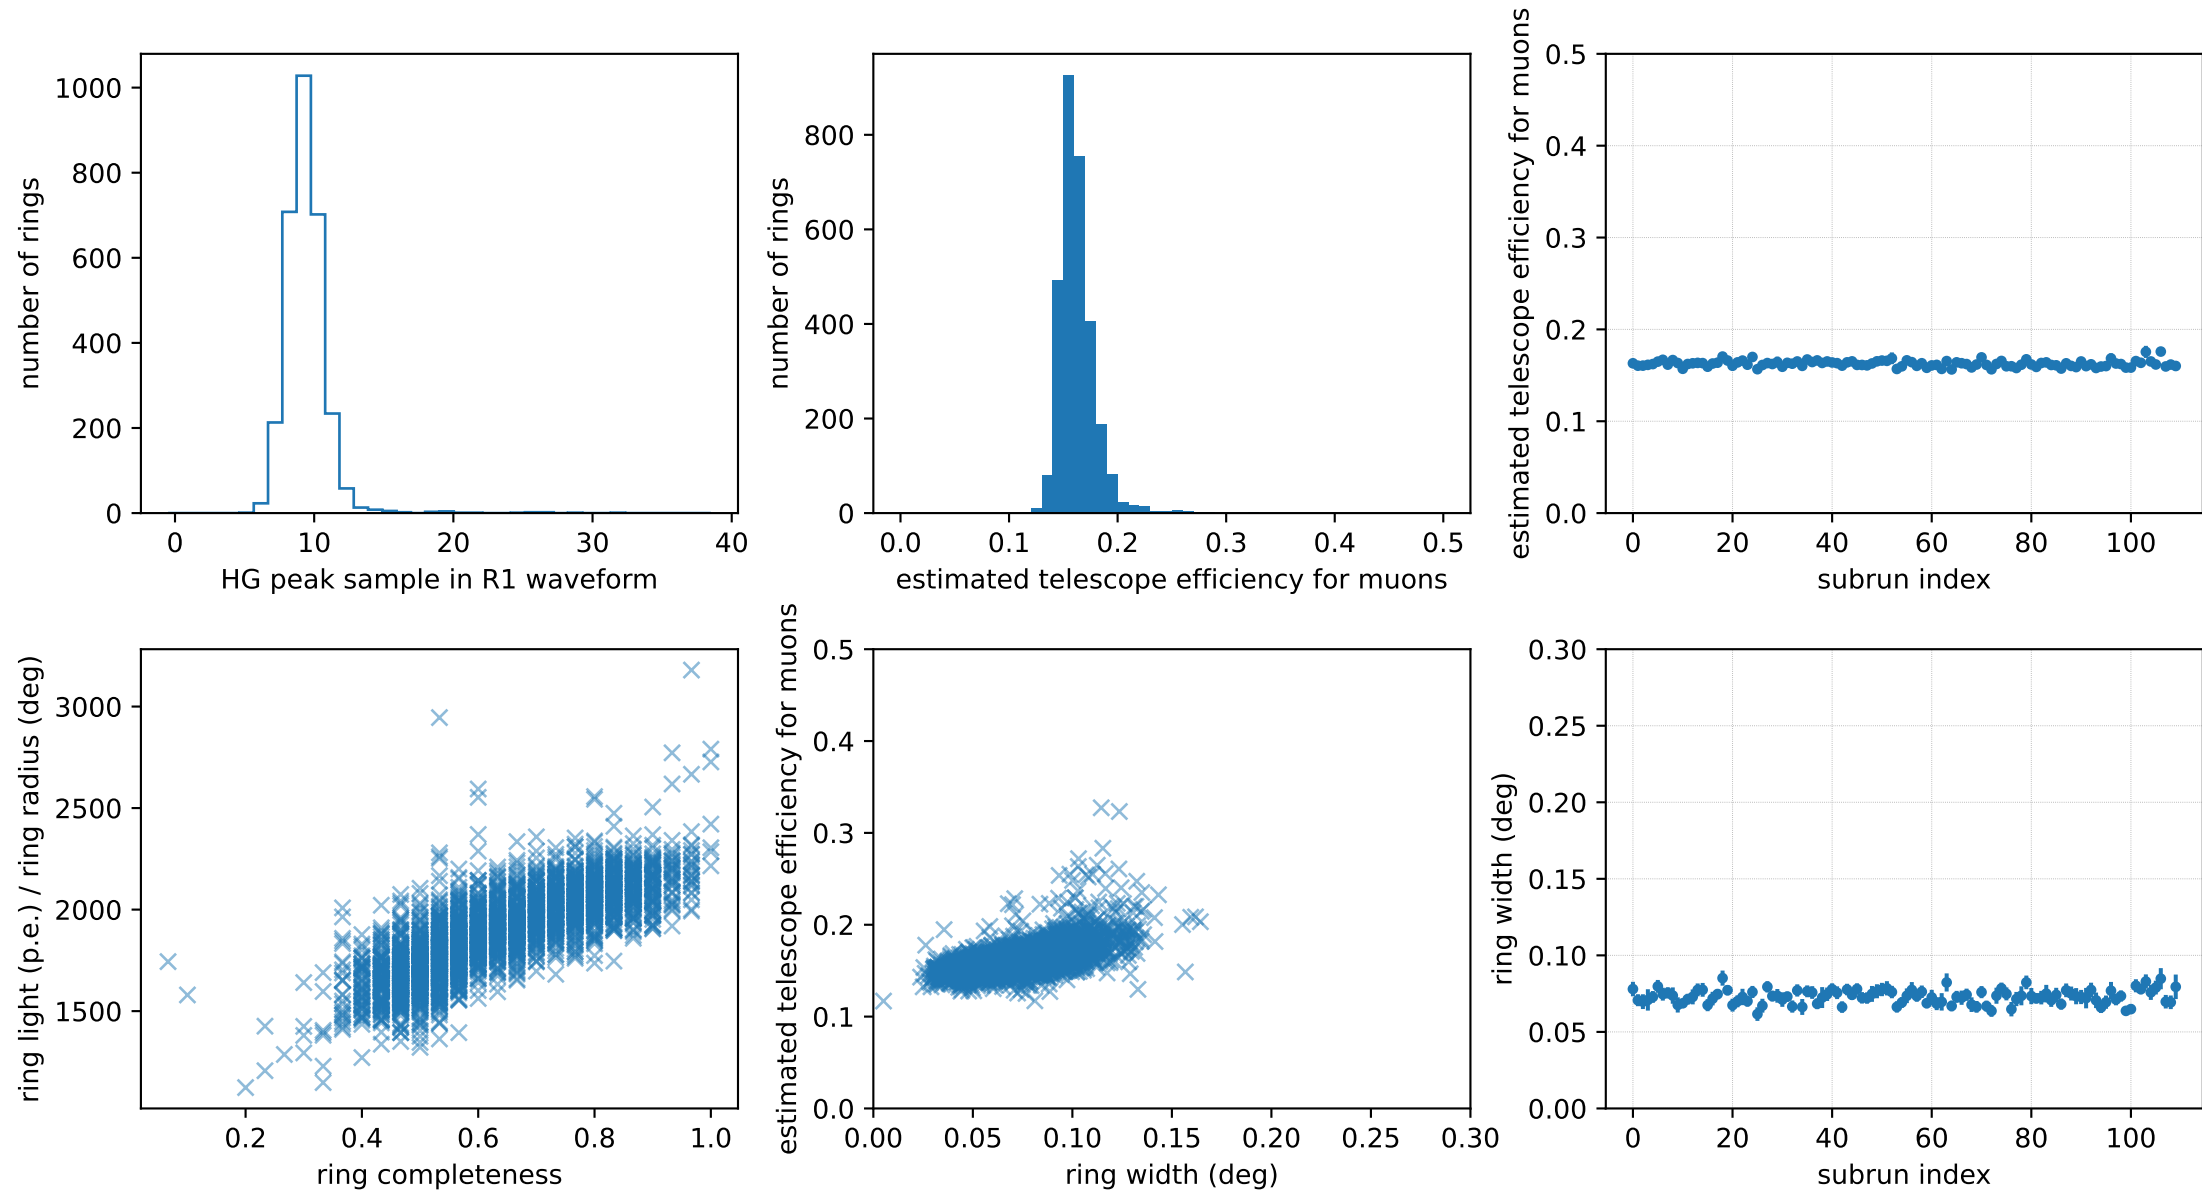 number of rings
1000
800
600
400
200
0
0 10 20 30 40
HG peak sample in R1 waveform
number of rings
800
600
400
200
0
0.0 0.1 0.2 0.3 0.4 0.5
estimated telescope efficiency for muons
estimated telescope efficiency for muons
0.5
0.4
0.3
0.2
0.1
0.0
0 20 40 60 80 100
subrun index
ring light (p.e.) / ring radius (deg)
3000
2500
2000
1500
0.2 0.4 0.6 0.8 1.0
ring completeness
estimated telescope efficiency for muons
0.5
0.4
0.3
0.2
0.1
0.0
0.00 0.05 0.10 0.15 0.20 0.25 0.30
ring width (deg)
ring width (deg)
0.30
0.25
0.20
0.15
0.10
0.05
0.00
0 20 40 60 80 100
subrun index